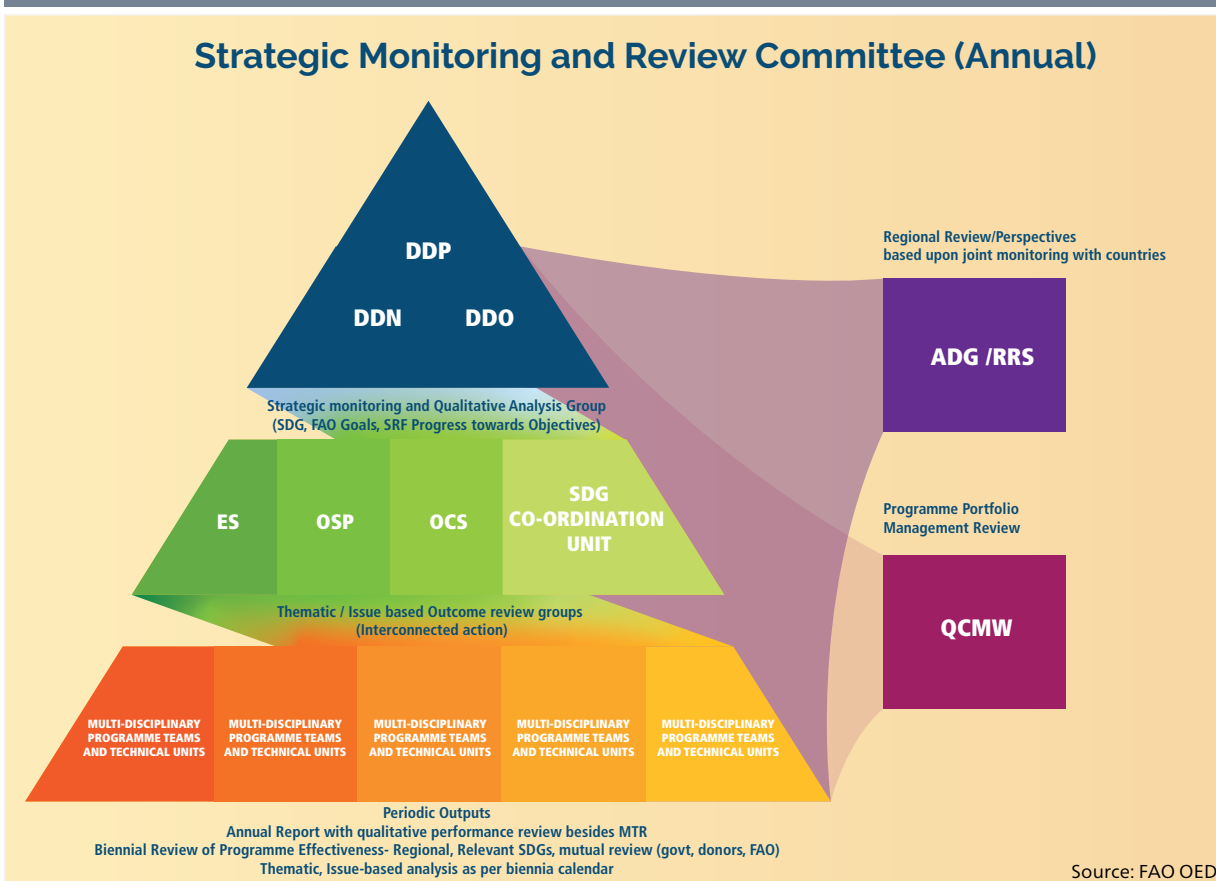 Strategic Monitoring and Review Committee (Annual)
DDP
DDN
DDO
Strategic monitoring and Qualitative Analysis Group
(SDG, FAO Goals, SRF Progress towards Objectives)
ES
OSP
OCS
SDG
CO-ORDINATION
UNIT
Thematic / Issue based Outcome review groups
(Interconnected action)
MULTI-DISCIPLINARY
PROGRAMME TEAMS
AND TECHNICAL UNITS
MULTI-DISCIPLINARY
PROGRAMME TEAMS
AND TECHNICAL UNITS
MULTI-DISCIPLINARY
PROGRAMME TEAMS
AND TECHNICAL UNITS
MULTI-DISCIPLINARY
PROGRAMME TEAMS
AND TECHNICAL UNITS
MULTI-DISCIPLINARY
PROGRAMME TEAMS
AND TECHNICAL UNITS
Regional Review/Perspectives
based upon joint monitoring with countries
ADG /RRS
Programme Portfolio
Management Review
QCMW
Periodic Outputs
Annual Report with qualitative performance review besides MTR
Biennial Review of Programme Effectiveness- Regional, Relevant SDGs, mutual review (govt, donors, FAO)
Thematic, Issue-based analysis as per biennia calendar
Source: FAO OED